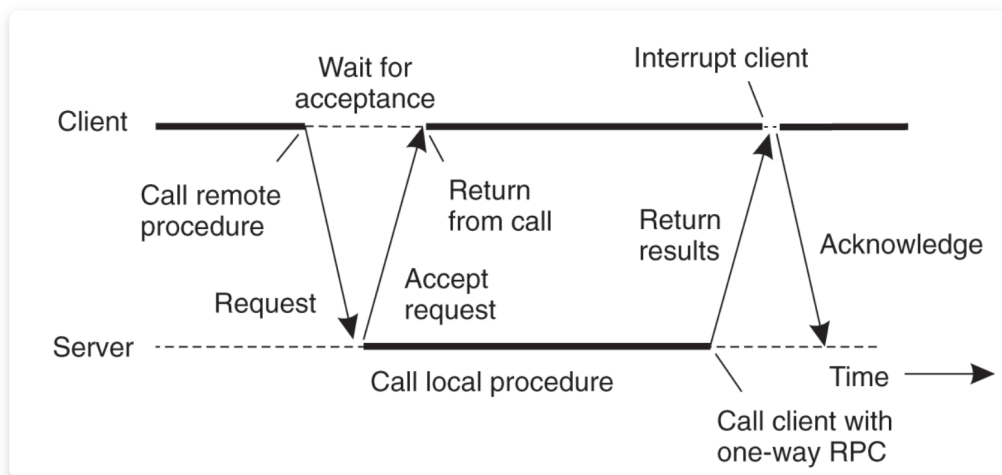 Interrupt client
Wait for
acceptance
Client
Call remote
procedure
Return
from call
Return
results
Acknowledge
Request
Accept
request
Server
Call local procedure
Time
Call client with
one-way RPC